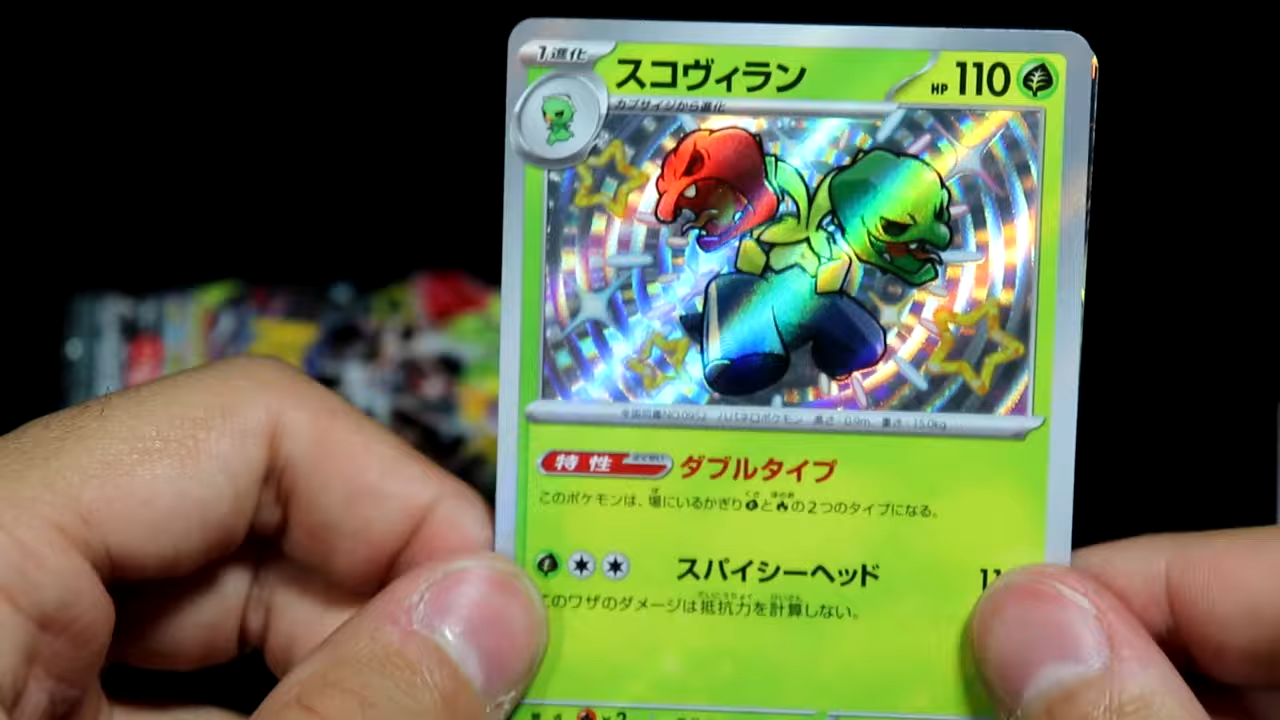 1進化
スコヴィラン
HP 110
カプサイジから進化
全国図鑑NO.0952 ハバネロポケモン 高さ:0.9m 重さ:15.0kg
特性 ダブルタイプ
このポケモンは、場にいるかぎりと の2つのタイプになる。
スパイシーヘッド 11
このワザのダメージは抵抗力を計算しない。
×2